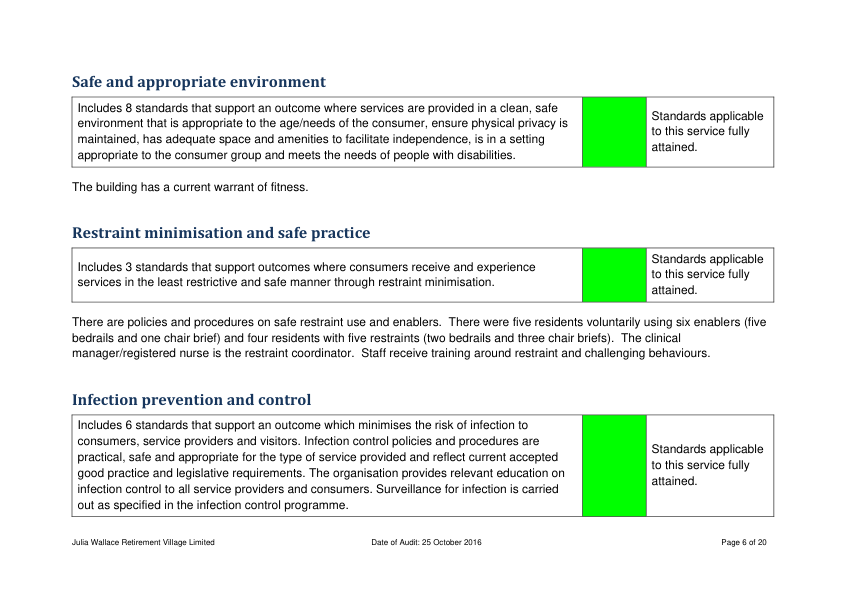 Safe and appropriate environment
Includes 8 standards that support an outcome where services are provided in a clean, safe
environment that is appropriate to the age/needs of the consumer, ensure physical privacy is
maintained, has adequate space and amenities to facilitate independence, is in a setting
appropriate to the consumer group and meets the needs of people with disabilities.
Standards applicable
to this service fully
attained.
The building has a current warrant of fitness.
Restraint minimisation and safe practice
Includes 3 standards that support outcomes where consumers receive and experience
services in the least restrictive and safe manner through restraint minimisation.
Standards applicable
to this service fully
attained.
There are policies and procedures on safe restraint use and enablers.  There were five residents voluntarily using six enablers (five
bedrails and one chair brief) and four residents with five restraints (two bedrails and three chair briefs).  The clinical
manager/registered nurse is the restraint coordinator.  Staff receive training around restraint and challenging behaviours.
Infection prevention and control
Includes 6 standards that support an outcome which minimises the risk of infection to
consumers, service providers and visitors. Infection control policies and procedures are
practical, safe and appropriate for the type of service provided and reflect current accepted
good practice and legislative requirements. The organisation provides relevant education on
infection control to all service providers and consumers. Surveillance for infection is carried
out as specified in the infection control programme.
Standards applicable
to this service fully
attained.
Julia Wallace Retirement Village Limited
Date of Audit: 25 October 2016
Page 6 of 20